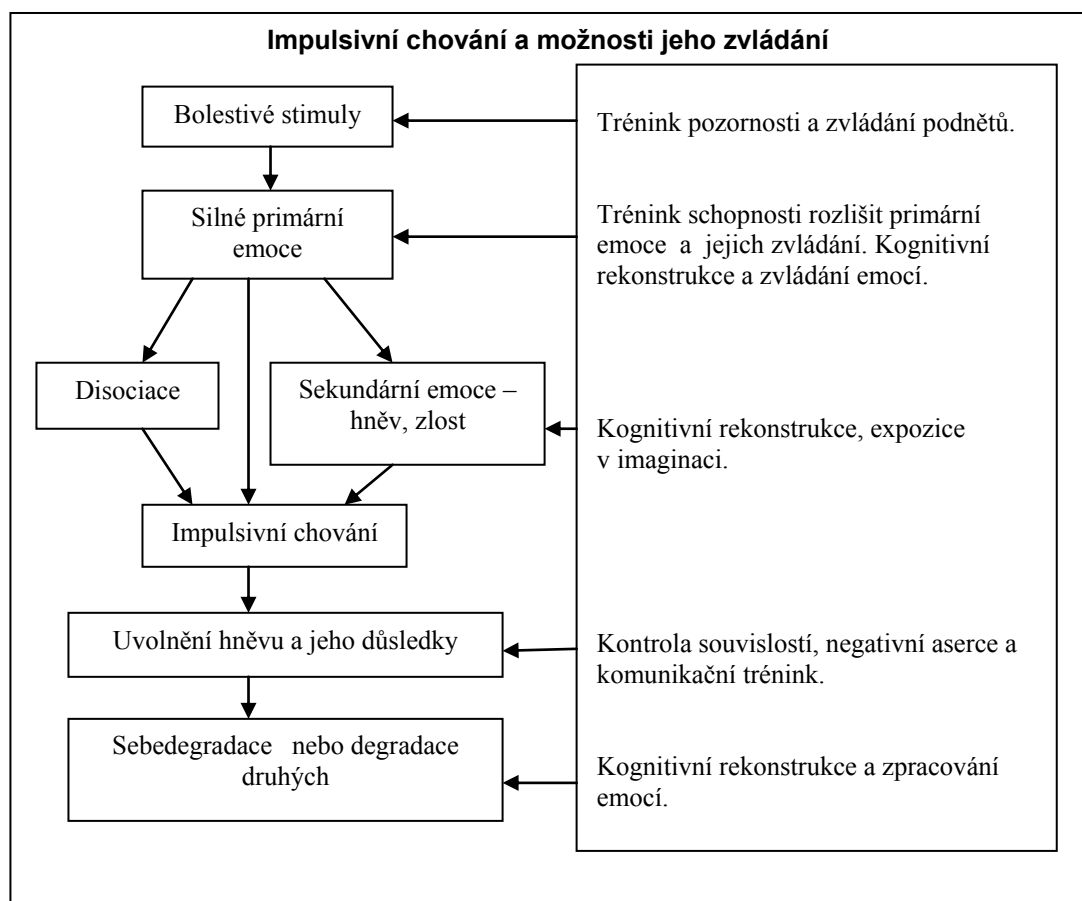 Impulsivní chování a možnosti jeho zvládání
Bolestivé stimuly
Trénink pozornosti a zvládání podnětů.
Silné primární
emoce
Trénink schopnosti rozlišit primární
emoce a jejich zvládání. Kognitivní
rekonstrukce a zvládání emocí.
Disociace
Sekundární emoce –
hněv, zlost
Kognitivní rekonstrukce, expozice
v imaginaci.
Impulsivní chování
Uvolnění hněvu a jeho důsledky
Kontrola souvislostí, negativní aserce a
komunikační trénink.
Sebedegradace nebo degradace
druhých
Kognitivní rekonstrukce a zpracování
emocí.